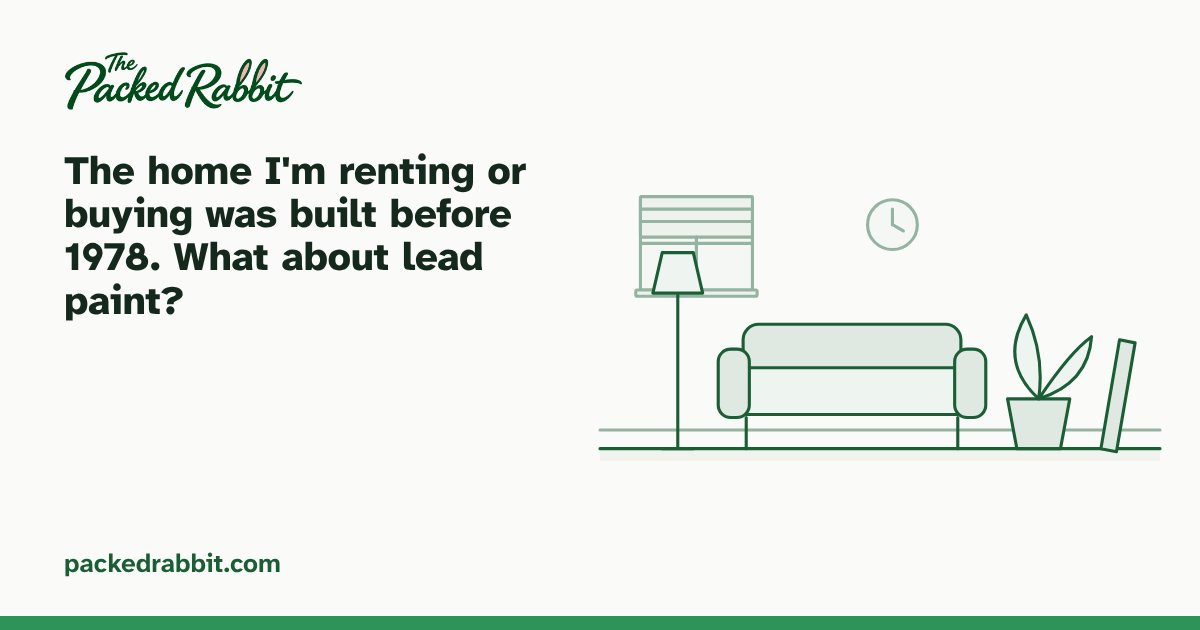 The
Packed Rabbit
The home I'm renting or
buying was built before
1978. What about lead
paint?
packedrabbit.com